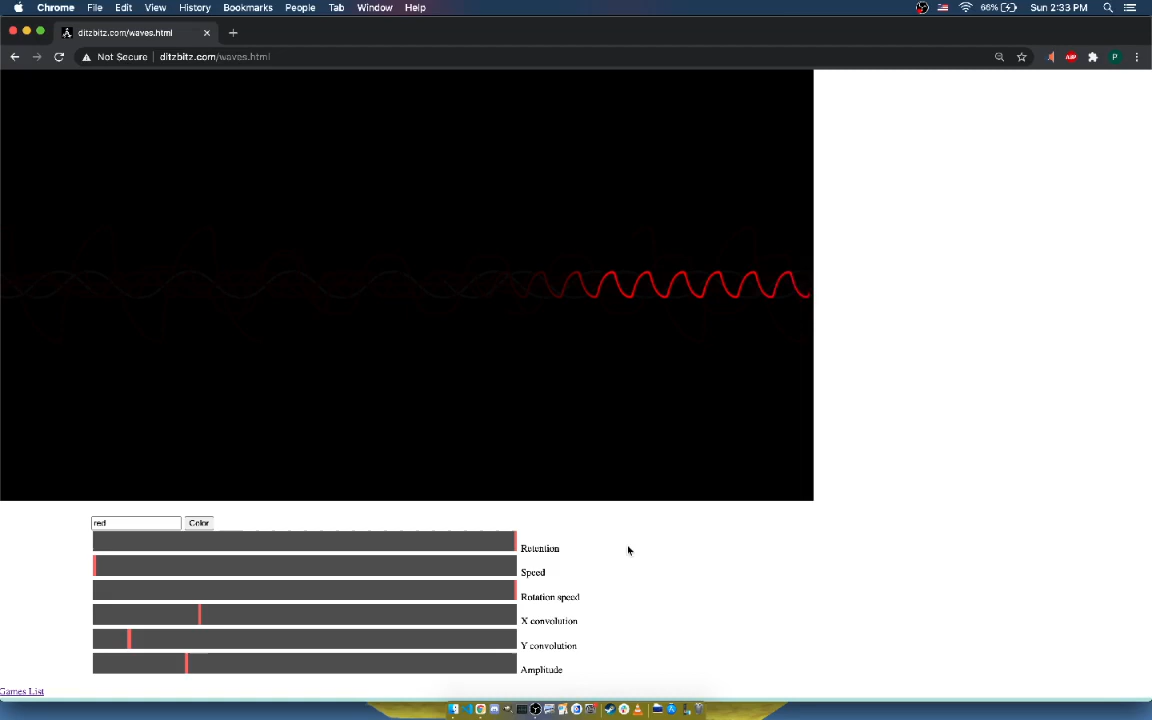 Chrome File Edit View History Bookmarks People Tab Window Help 66% Sun 2:33 PM
ditzbitz.com/waves.html
Not Secure ditzbitz.com/waves.html ABP P
red Color
Retention
Speed
Rotation speed
X convolution
Y convolution
Amplitude
Games List